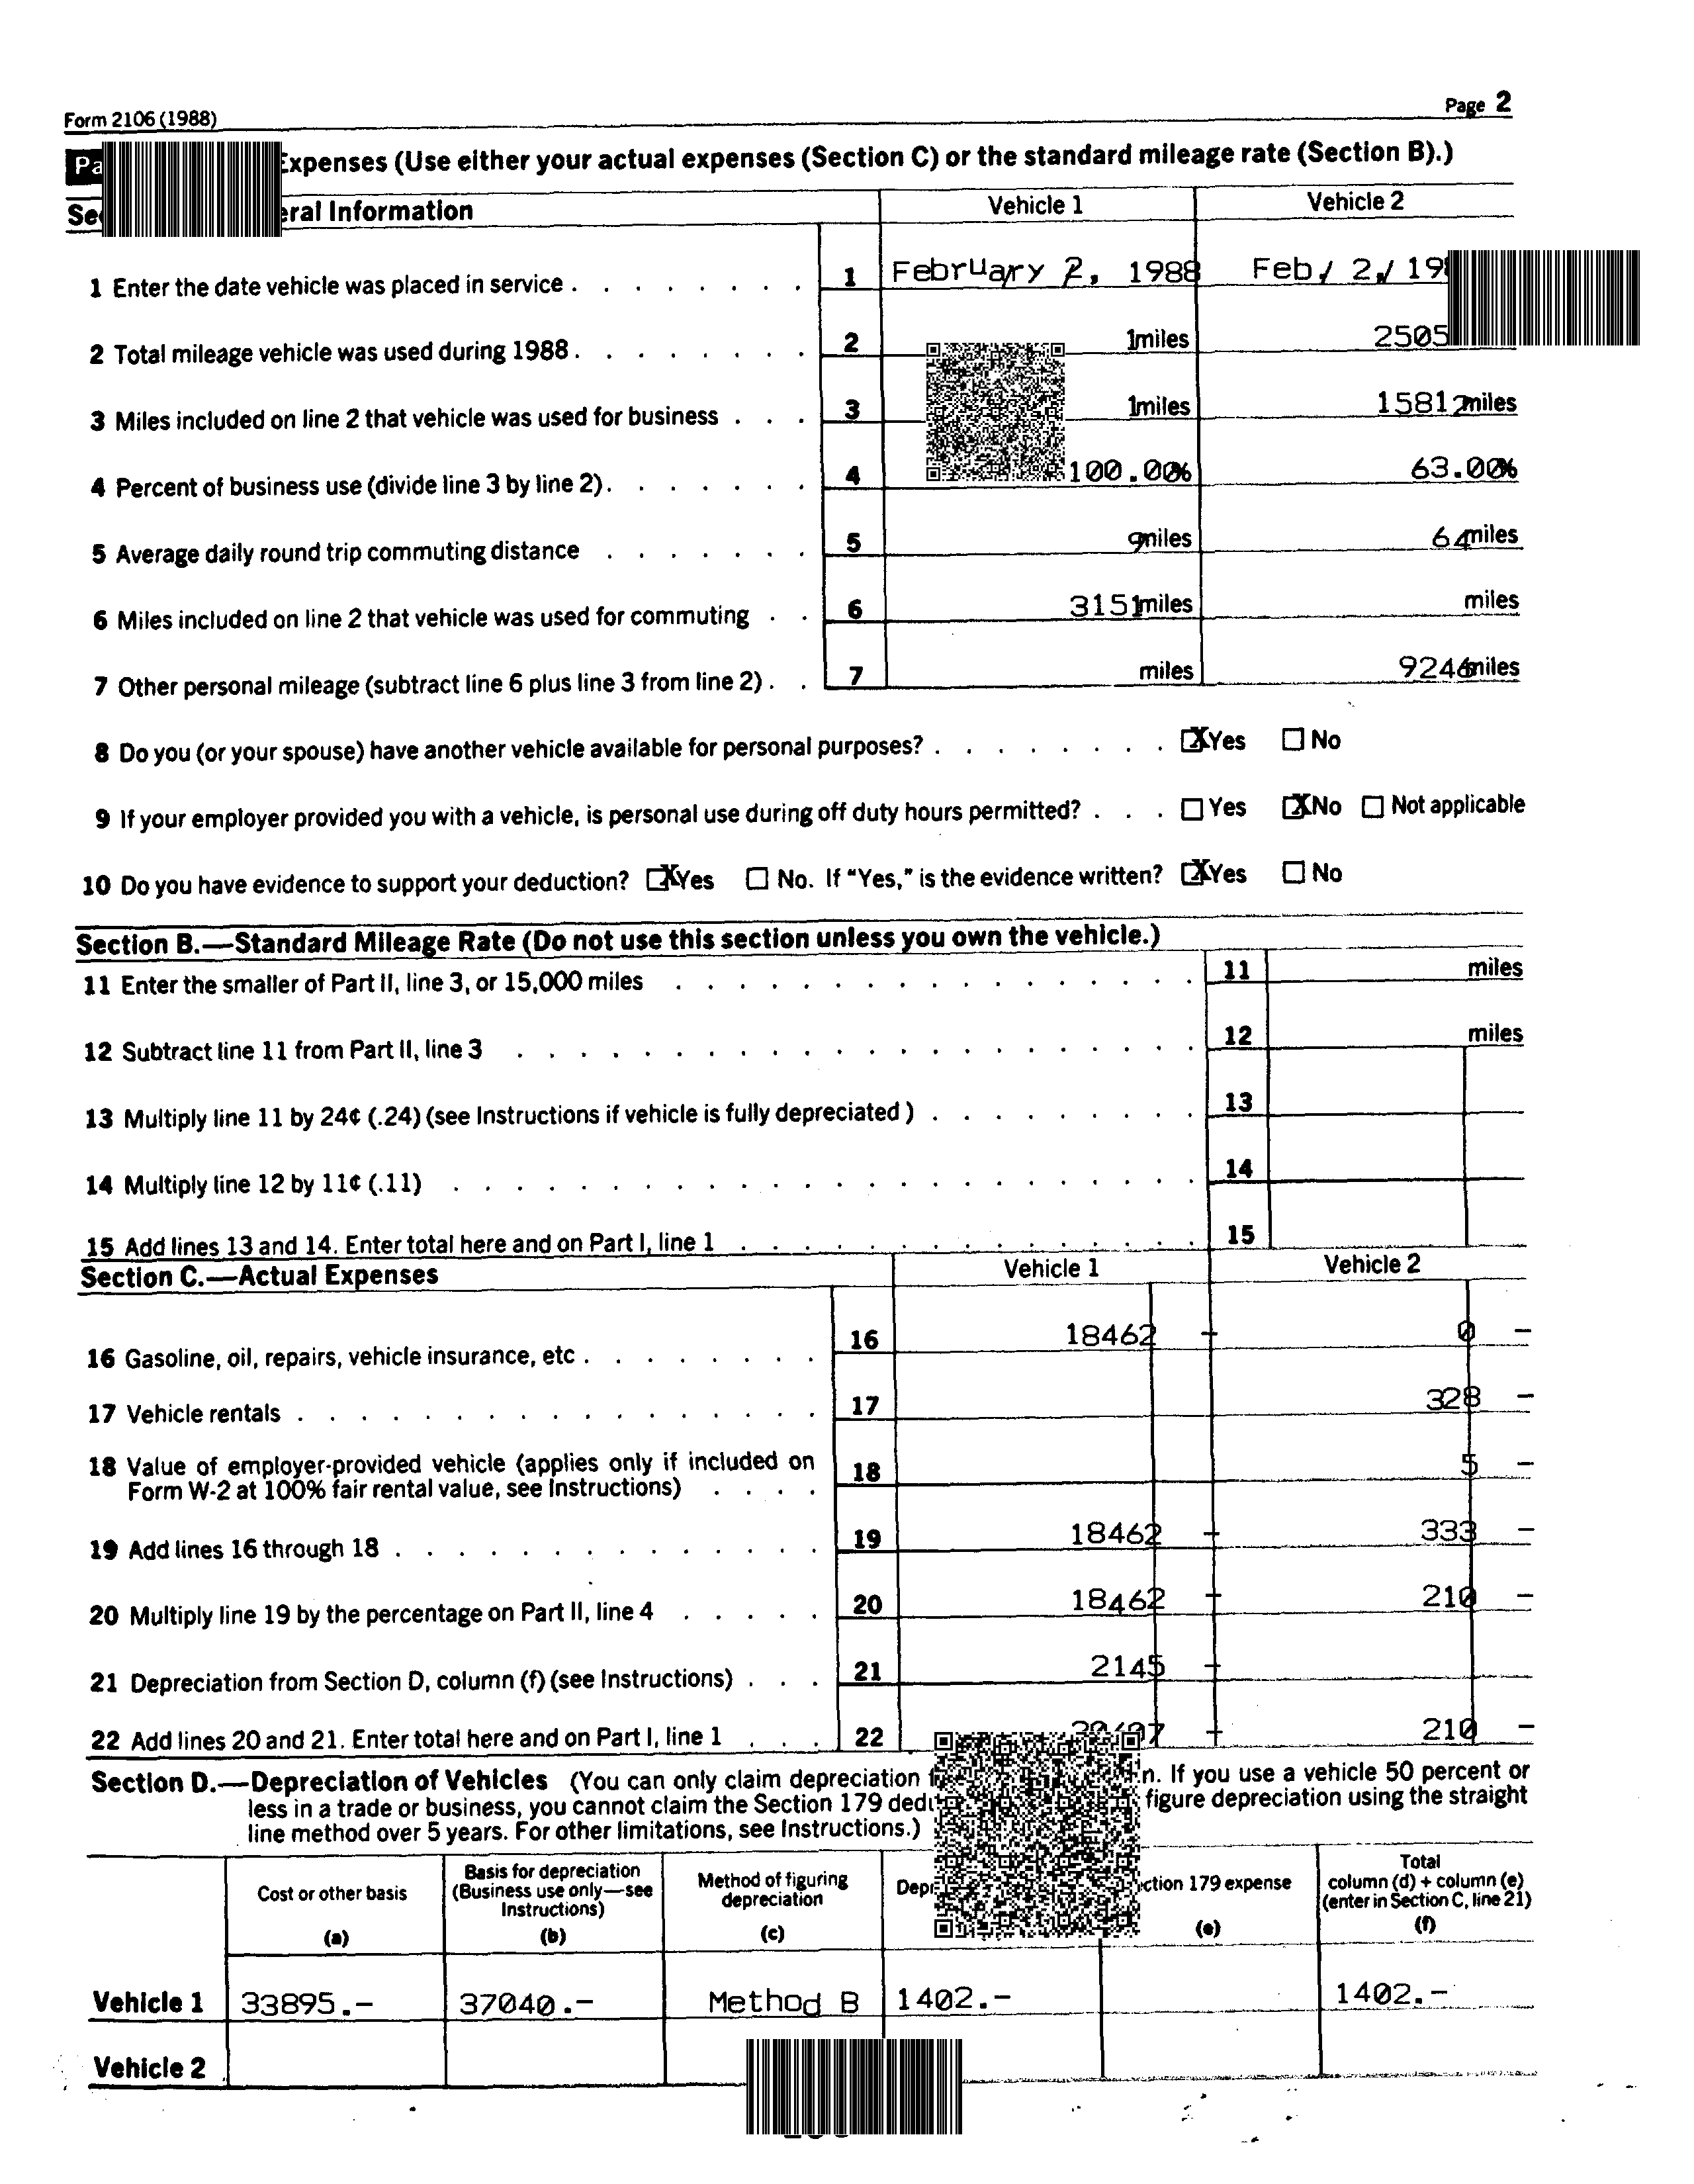 Form 2106 (1988)
Page 2
Expenses (Use either your actual expenses (Section C) or the standard mileage rate (Section B).)
Information
Vehicle 1
Vehicle 2
1 Enter the date vehicle was placed in service . . . . . . . . 1 February 2, 1988 Feb/ 2/
2 Total mileage vehicle was used during 1988 . . . . . . . . 2 1miles
3 Miles included on line 2 that vehicle was used for business . . . 3 1miles 15812miles
4 Percent of business use (divide line 3 by line 2) . . . . . . . 4 100.00% 63.00%
5 Average daily round trip commuting distance . . . . . . . 5 9miles 64miles
6 Miles included on line 2 that vehicle was used for commuting . . 6 3151miles miles
7 Other personal mileage (subtract line 6 plus line 3 from line 2) . . 7 miles 9246miles
8 Do you (or your spouse) have another vehicle available for personal purposes? . . . . . . . . X Yes No
9 If your employer provided you with a vehicle, is personal use during off duty hours permitted? . . . Yes X No Not applicable
10 Do you have evidence to support your deduction? X Yes No. If "Yes," is the evidence written? X Yes No
Section B.—Standard Mileage Rate (Do not use this section unless you own the vehicle.)
11 Enter the smaller of Part II, line 3, or 15,000 miles . . . . . . . . . . . . . . . . 11 miles
12 Subtract line 11 from Part II, line 3 . . . . . . . . . . . . . . . . . . . . . . 12 miles
13 Multiply line 11 by 24¢ (.24) (see Instructions if vehicle is fully depreciated ) . . . . . . . . . 13
14 Multiply line 12 by 11¢ (.11) . . . . . . . . . . . . . . . . . . . . . . . . 14
15 Add lines 13 and 14. Enter total here and on Part I, line 1 . . . . . . . . . . . . . . 15
Section C.—Actual Expenses
Vehicle 1
Vehicle 2
16 Gasoline, oil, repairs, vehicle insurance, etc . . . . . . . . 16 18462 - 0 -
17 Vehicle rentals . . . . . . . . . . . . . . . . 17 328 -
18 Value of employer-provided vehicle (applies only if included on
Form W-2 at 100% fair rental value, see Instructions) . . . . 18 5 -
19 Add lines 16 through 18 . . . . . . . . . . . . . 19 18462 - 333 -
20 Multiply line 19 by the percentage on Part II, line 4 . . . . . 20 18462 - 210 -
21 Depreciation from Section D, column (f) (see Instructions) . . . 21 2145 -
22 Add lines 20 and 21. Enter total here and on Part I, line 1 . . . 22 - 210 -
Section D.—Depreciation of Vehicles (You can only claim depreciation If you use a vehicle 50 percent or
less in a trade or business, you cannot claim the Section 179 figure depreciation using the straight
line method over 5 years. For other limitations, see Instructions.)
Cost or other basis
(a)
Basis for depreciation
(Business use only—see
Instructions)
(b)
Method of figuring
depreciation
(c)
179 expense
(e)
Total
column (d) + column (e)
(enter in Section C, line 21)
(f)
Vehicle 1 33895.- 37040.- Method B 1402.- 1402.-
Vehicle 2